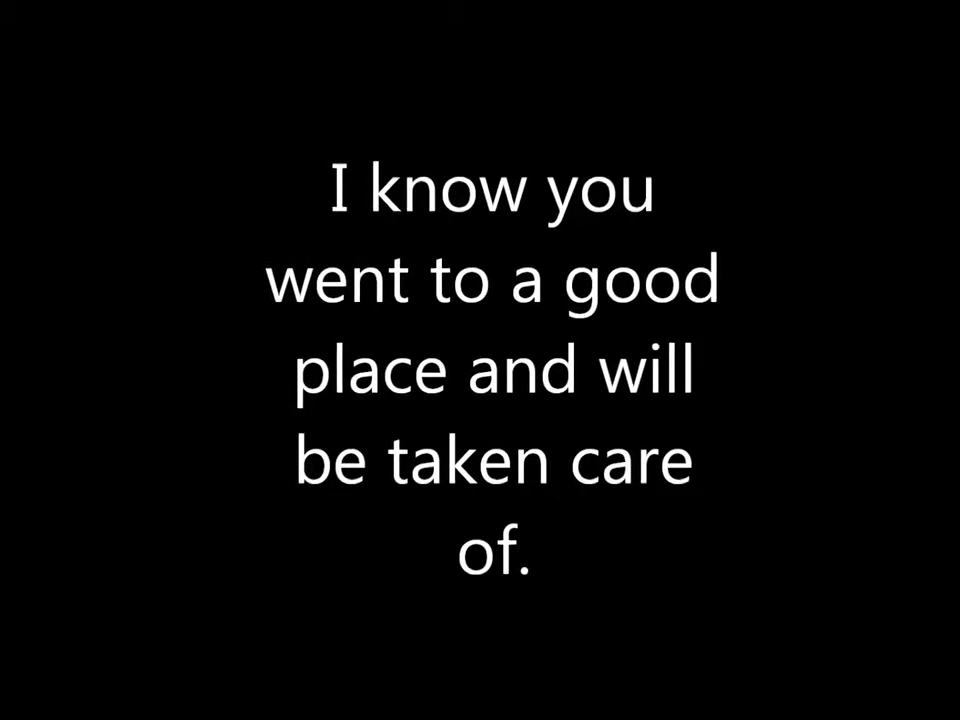 I know you
went to a good
place and will
be taken care
of.